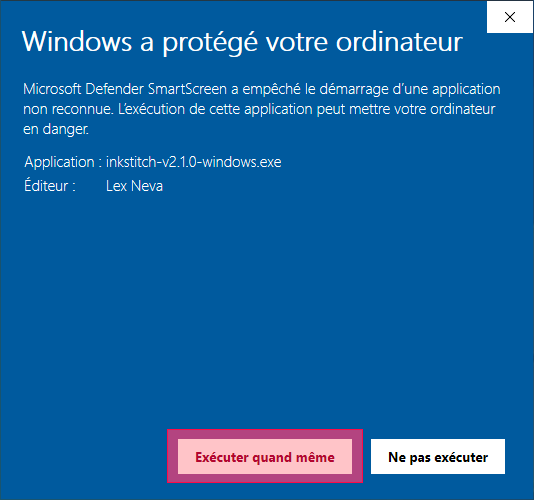 Windows a protégé votre ordinateur
Microsoft Defender SmartScreen a empêché le démarrage d'une application
non reconnue. L'exécution de cette application peut mettre votre ordinateur
en danger.
Application : inkstitch-v2.1.0-windows.exe
Éditeur : Lex Neva
Exécuter quand même Ne pas exécuter